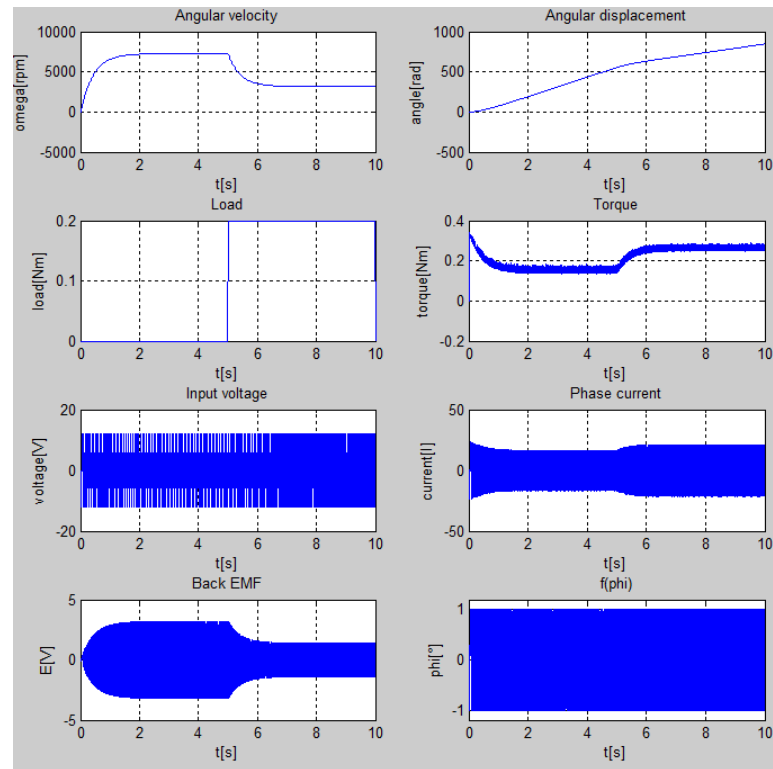 Angular velocity
omega[rpm]
10000
5000
0
-5000
0 2 4 6 8 10
t[s]
Angular displacement
angle[rad]
1000
500
0
-500
0 2 4 6 8 10
t[s]
Load
load[Nm]
0.2
0.1
0
0 2 4 6 8 10
t[s]
Torque
torque[Nm]
0.4
0.2
0
-0.2
0 2 4 6 8 10
t[s]
Input voltage
voltage[V]
20
0
-20
0 2 4 6 8 10
t[s]
Phase current
current[I]
50
0
-50
0 2 4 6 8 10
t[s]
Back EMF
E[V]
5
0
-5
0 2 4 6 8 10
t[s]
f(phi)
phi[°]
1
0
-1
0 2 4 6 8 10
t[s]